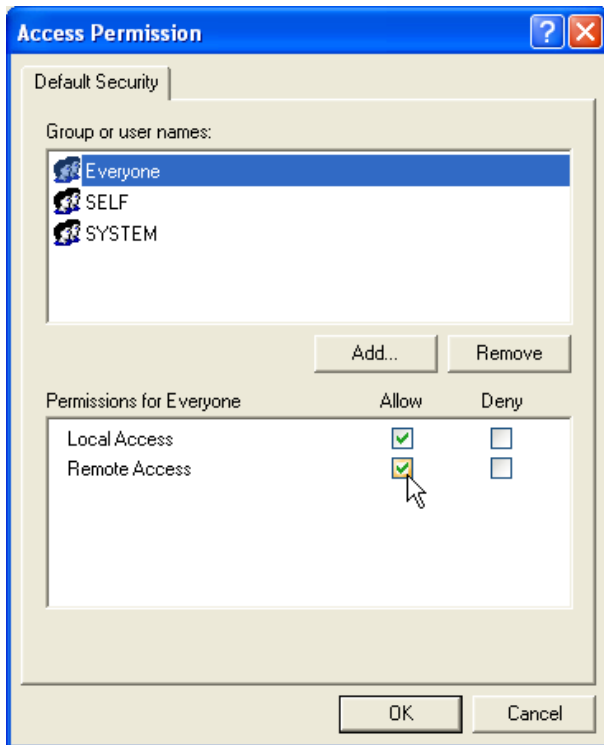 Access Permission
Default Security
Group or user names:
Everyone
SELF
SYSTEM
Add... Remove
Permissions for Everyone Allow Deny
Local Access
Remote Access
OK Cancel